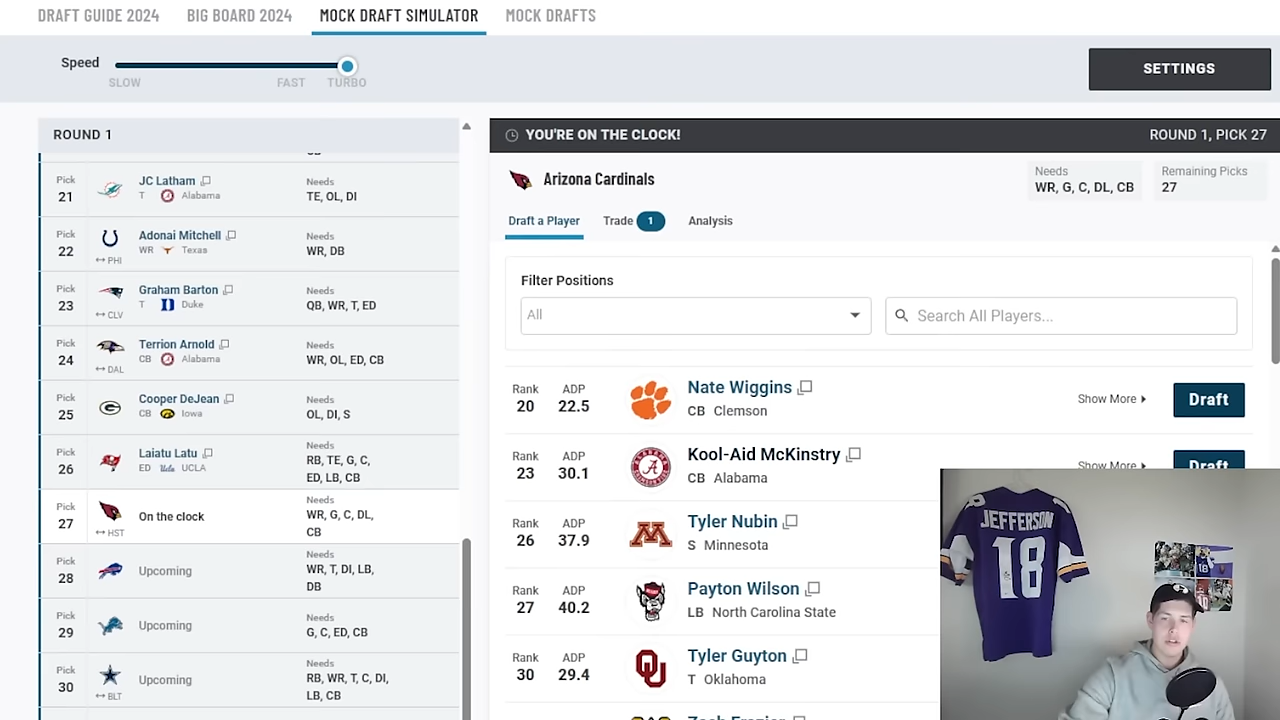 DRAFT GUIDE 2024 BIG BOARD 2024 MOCK DRAFT SIMULATOR MOCK DRAFTS
Speed
SLOW FAST TURBO
SETTINGS
ROUND 1
Pick 21
JC Latham
T Alabama
Needs
TE, OL, DI
Pick 22
↔ PHI
Adonai Mitchell
WR Texas
Needs
WR, DB
Pick 23
↔ CLV
Graham Barton
T Duke
Needs
QB, WR, T, ED
Pick 24
↔ DAL
Terrion Arnold
CB Alabama
Needs
WR, OL, ED, CB
Pick 25
Cooper DeJean
CB Iowa
Needs
OL, DI, S
Pick 26
Laiatu Latu
ED UCLA
Needs
RB, TE, G, C,
ED, LB, CB
Pick 27
↔ HST
On the clock
Needs
WR, G, C, DL,
CB
Pick 28
Upcoming
Needs
WR, T, DI, LB,
DB
Pick 29
Upcoming
Needs
G, C, ED, CB
Pick 30
↔ BLT
Upcoming
Needs
RB, WR, T, C, DI,
LB, CB
YOU'RE ON THE CLOCK! ROUND 1, PICK 27
Arizona Cardinals
Needs
WR, G, C, DL, CB
Remaining Picks
27
Draft a Player Trade 1 Analysis
Filter Positions
All
Search All Players...
Rank 20
ADP 22.5
Nate Wiggins
CB Clemson
Show More
Draft
Rank 23
ADP 30.1
Kool-Aid McKinstry
CB Alabama
Show More
Draft
Rank 26
ADP 37.9
Tyler Nubin
S Minnesota
Rank 27
ADP 40.2
Payton Wilson
LB North Carolina State
Rank 30
ADP 29.4
Tyler Guyton
T Oklahoma
Zach Frazier
JEFFERSON
18